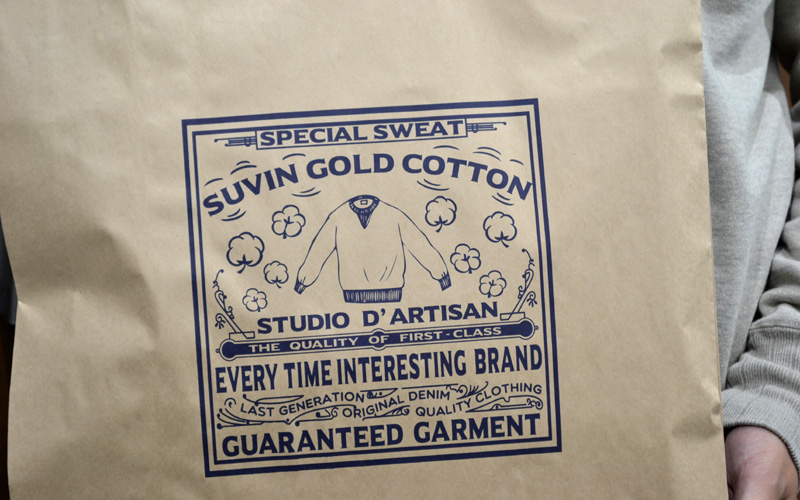 SPECIAL SWEAT
SUVIN GOLD COTTON
STUDIO D'ARTISAN
THE QUALITY OF FIRST-CLASS
EVERY TIME INTERESTING BRAND
LAST GENERATION ORIGINAL DENIM QUALITY CLOTHING
GUARANTEED GARMENT